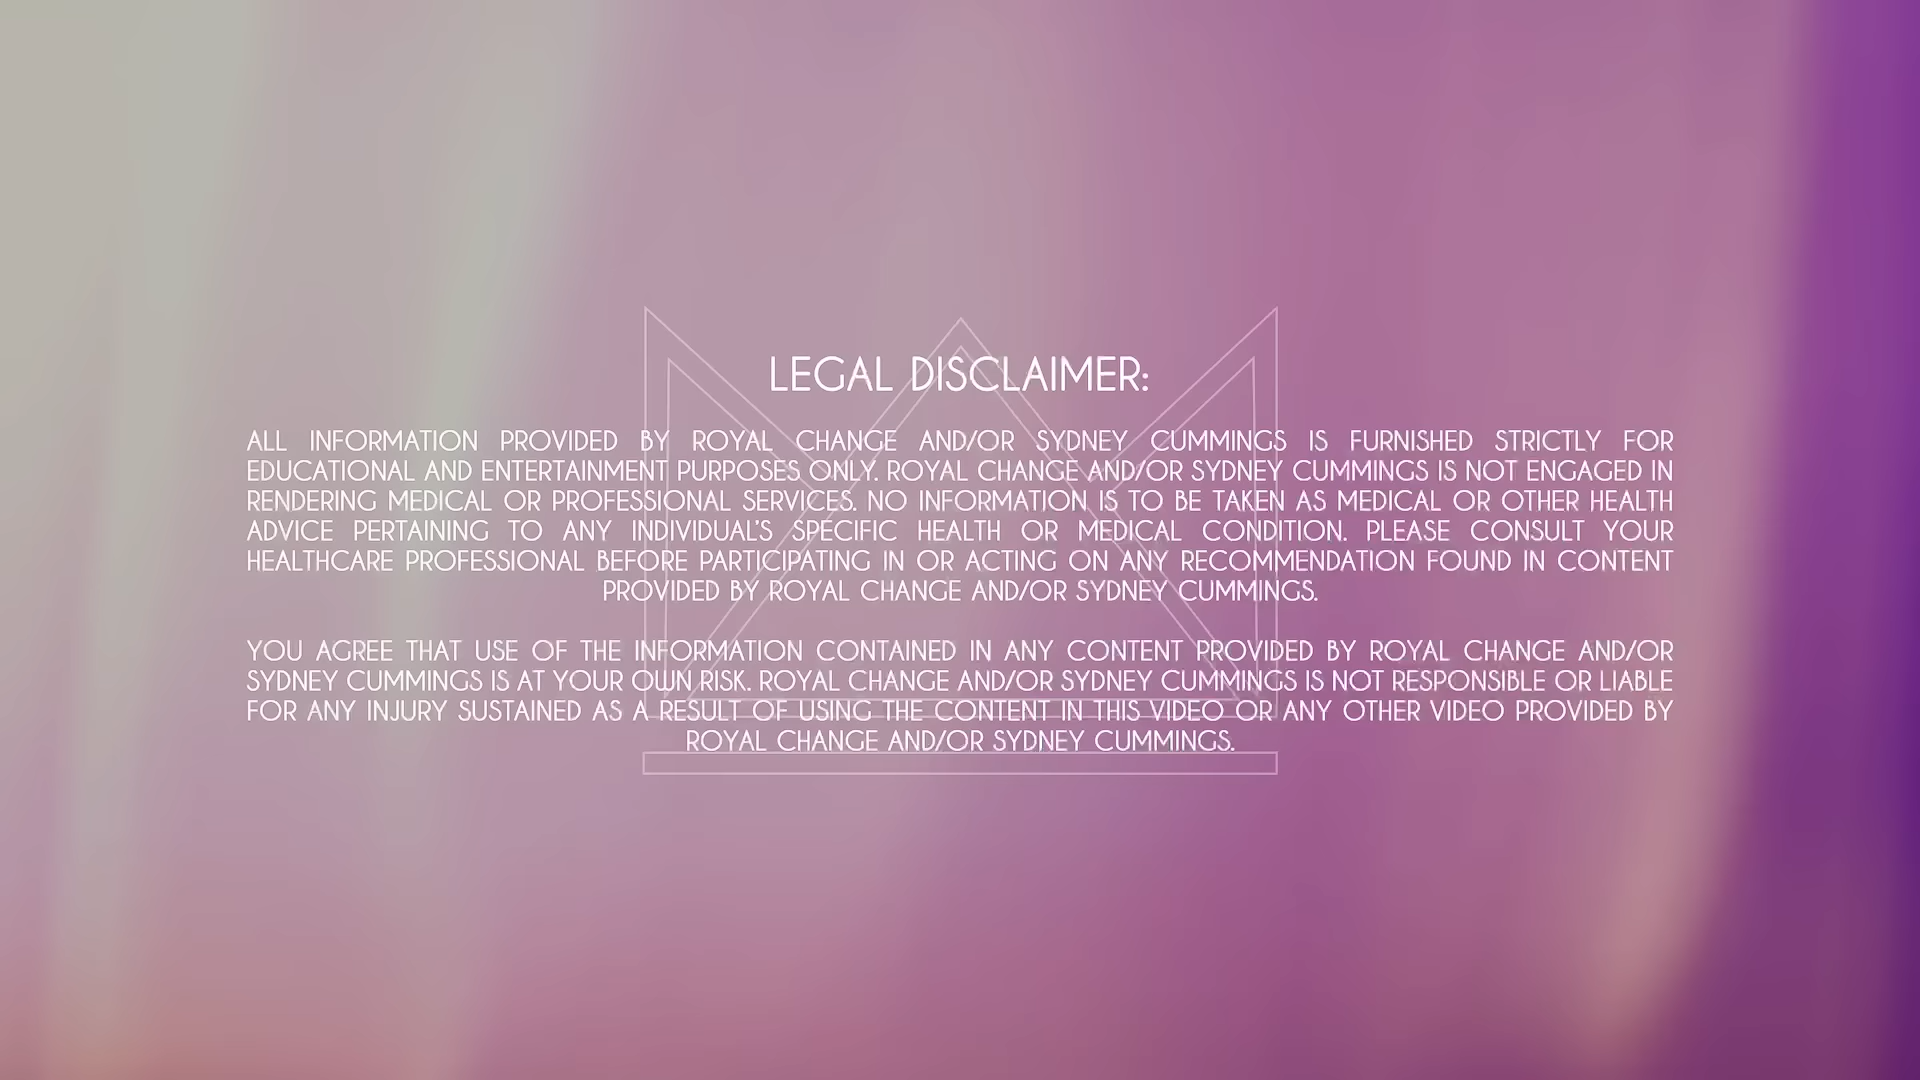 LEGAL DISCLAIMER:
ALL INFORMATION PROVIDED BY ROYAL CHANGE AND/OR SYDNEY CUMMINGS IS FURNISHED STRICTLY FOR
EDUCATIONAL AND ENTERTAINMENT PURPOSES ONLY. ROYAL CHANGE AND/OR SYDNEY CUMMINGS IS NOT ENGAGED IN
RENDERING MEDICAL OR PROFESSIONAL SERVICES. NO INFORMATION IS TO BE TAKEN AS MEDICAL OR OTHER HEALTH
ADVICE PERTAINING TO ANY INDIVIDUAL'S SPECIFIC HEALTH OR MEDICAL CONDITION. PLEASE CONSULT YOUR
HEALTHCARE PROFESSIONAL BEFORE PARTICIPATING IN OR ACTING ON ANY RECOMMENDATION FOUND IN CONTENT
PROVIDED BY ROYAL CHANGE AND/OR SYDNEY CUMMINGS.
YOU AGREE THAT USE OF THE INFORMATION CONTAINED IN ANY CONTENT PROVIDED BY ROYAL CHANGE AND/OR
SYDNEY CUMMINGS IS AT YOUR OWN RISK. ROYAL CHANGE AND/OR SYDNEY CUMMINGS IS NOT RESPONSIBLE OR LIABLE
FOR ANY INJURY SUSTAINED AS A RESULT OF USING THE CONTENT IN THIS VIDEO OR ANY OTHER VIDEO PROVIDED BY
ROYAL CHANGE AND/OR SYDNEY CUMMINGS.